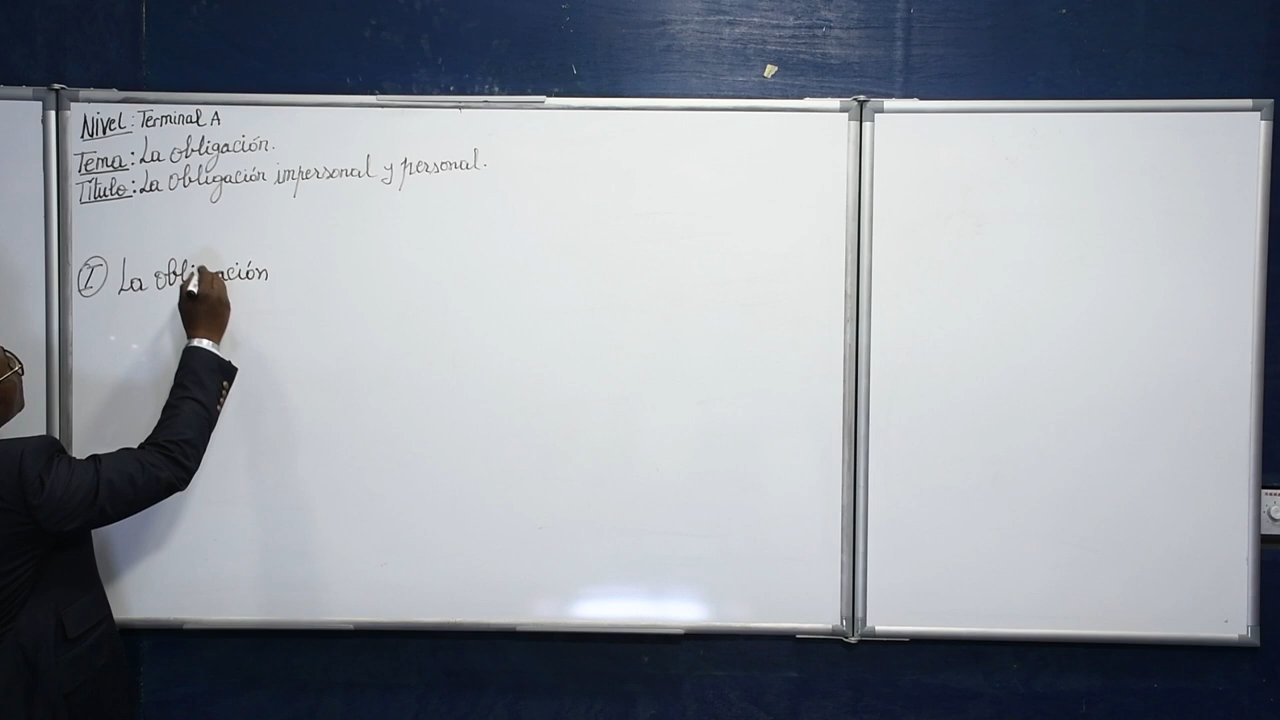 Nivel: Terminal A
Tema: La obligación.
Título: La obligación impersonal y personal.
I La obligación